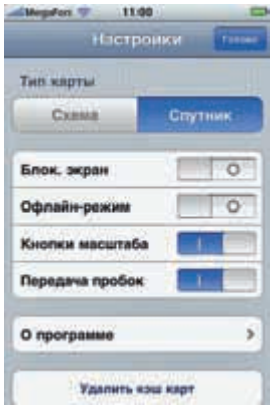 MegaFon 11:00
Настройки Готово
Тип карты
Схема Спутник
Блок. экран
Офлайн-режим
Кнопки масштаба
Передача пробок
О программе
Удалить кэш карт